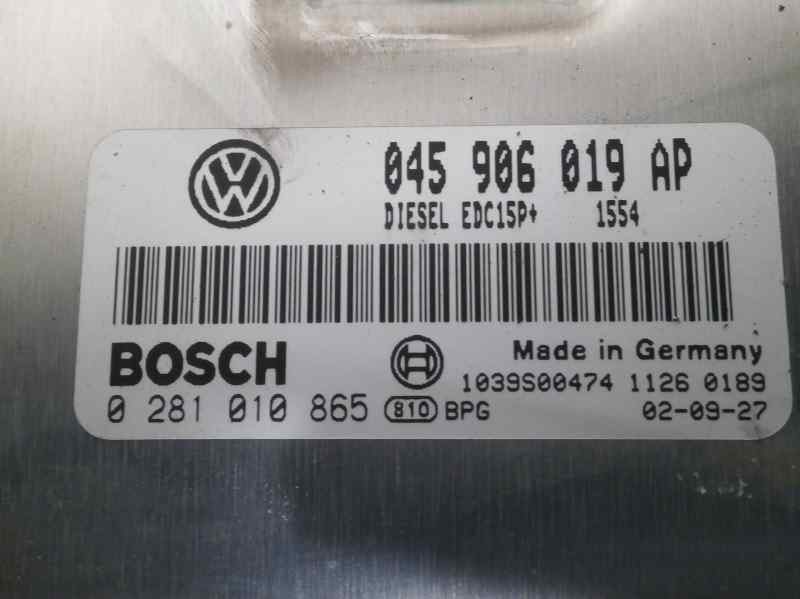 045 906 019 AP
DIESEL EDC15P+ 1554
BOSCH Made in Germany
1039S00474 1126 0189
0 281 010 865 810 BPG 02-09-27